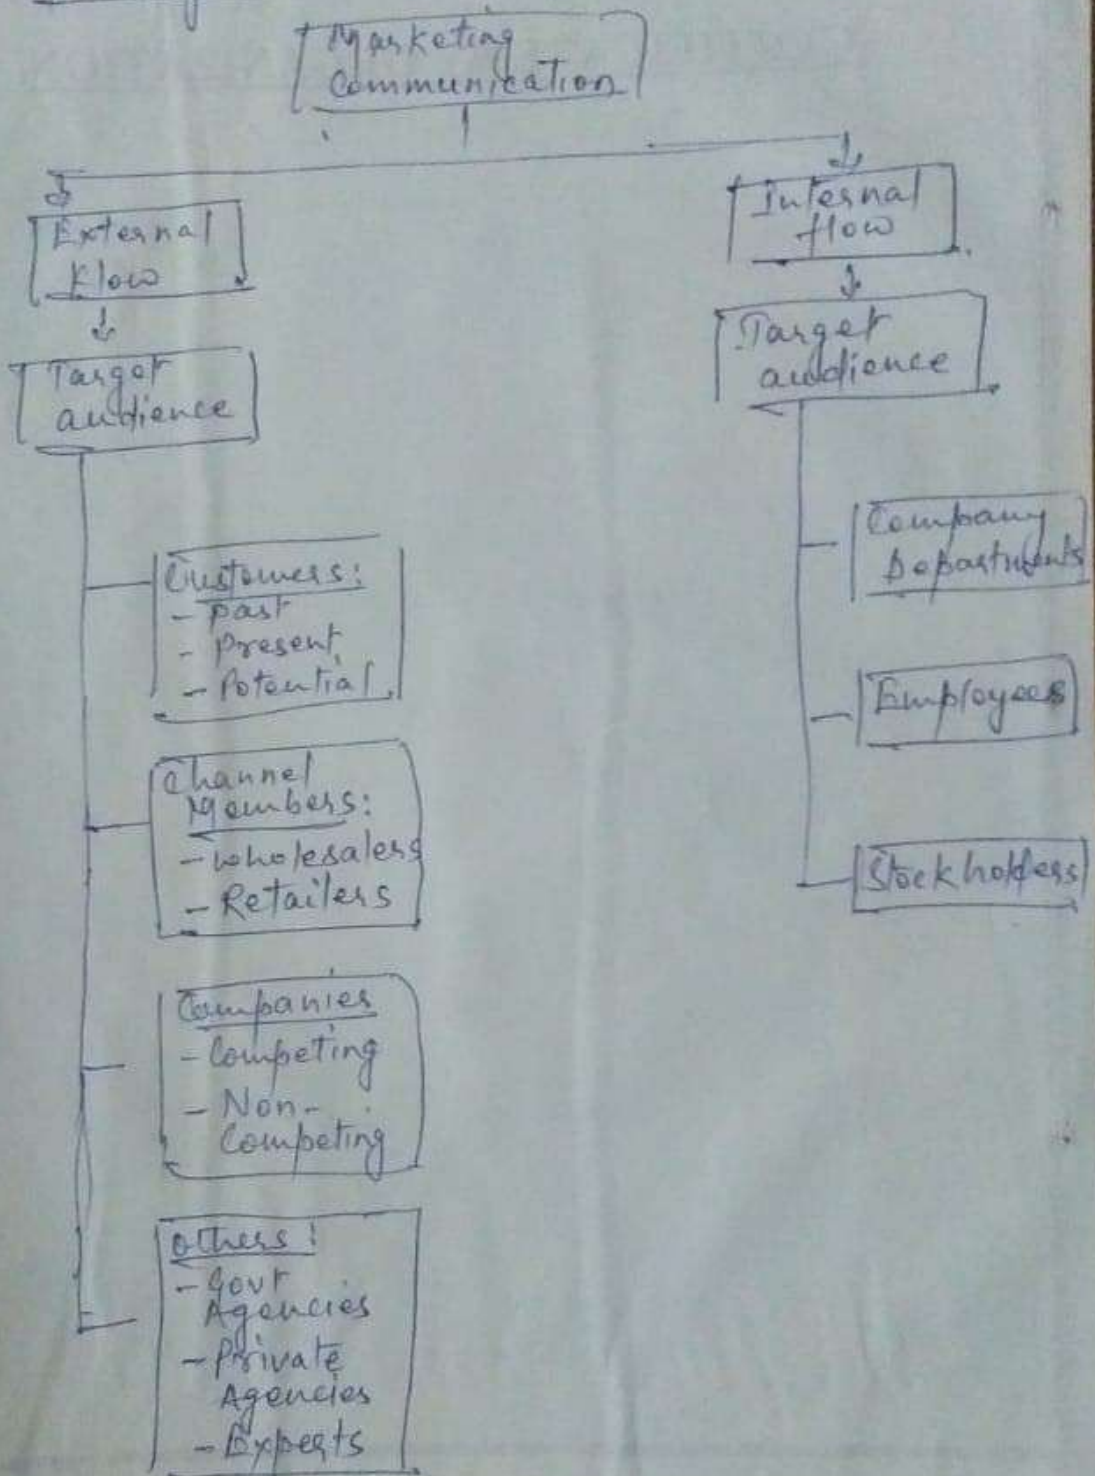 Marketing
Communication
External
Flow
Target
audience
Customers:
- Past
- Present
- Potential
Channel
Members:
- Wholesalers
- Retailers
Companies
- Competing
- Non-
Competing
Others:
- Govt
Agencies
- Private
Agencies
- Experts
Internal
flow
Target
audience
Company
Departments
Employees
Stockholders